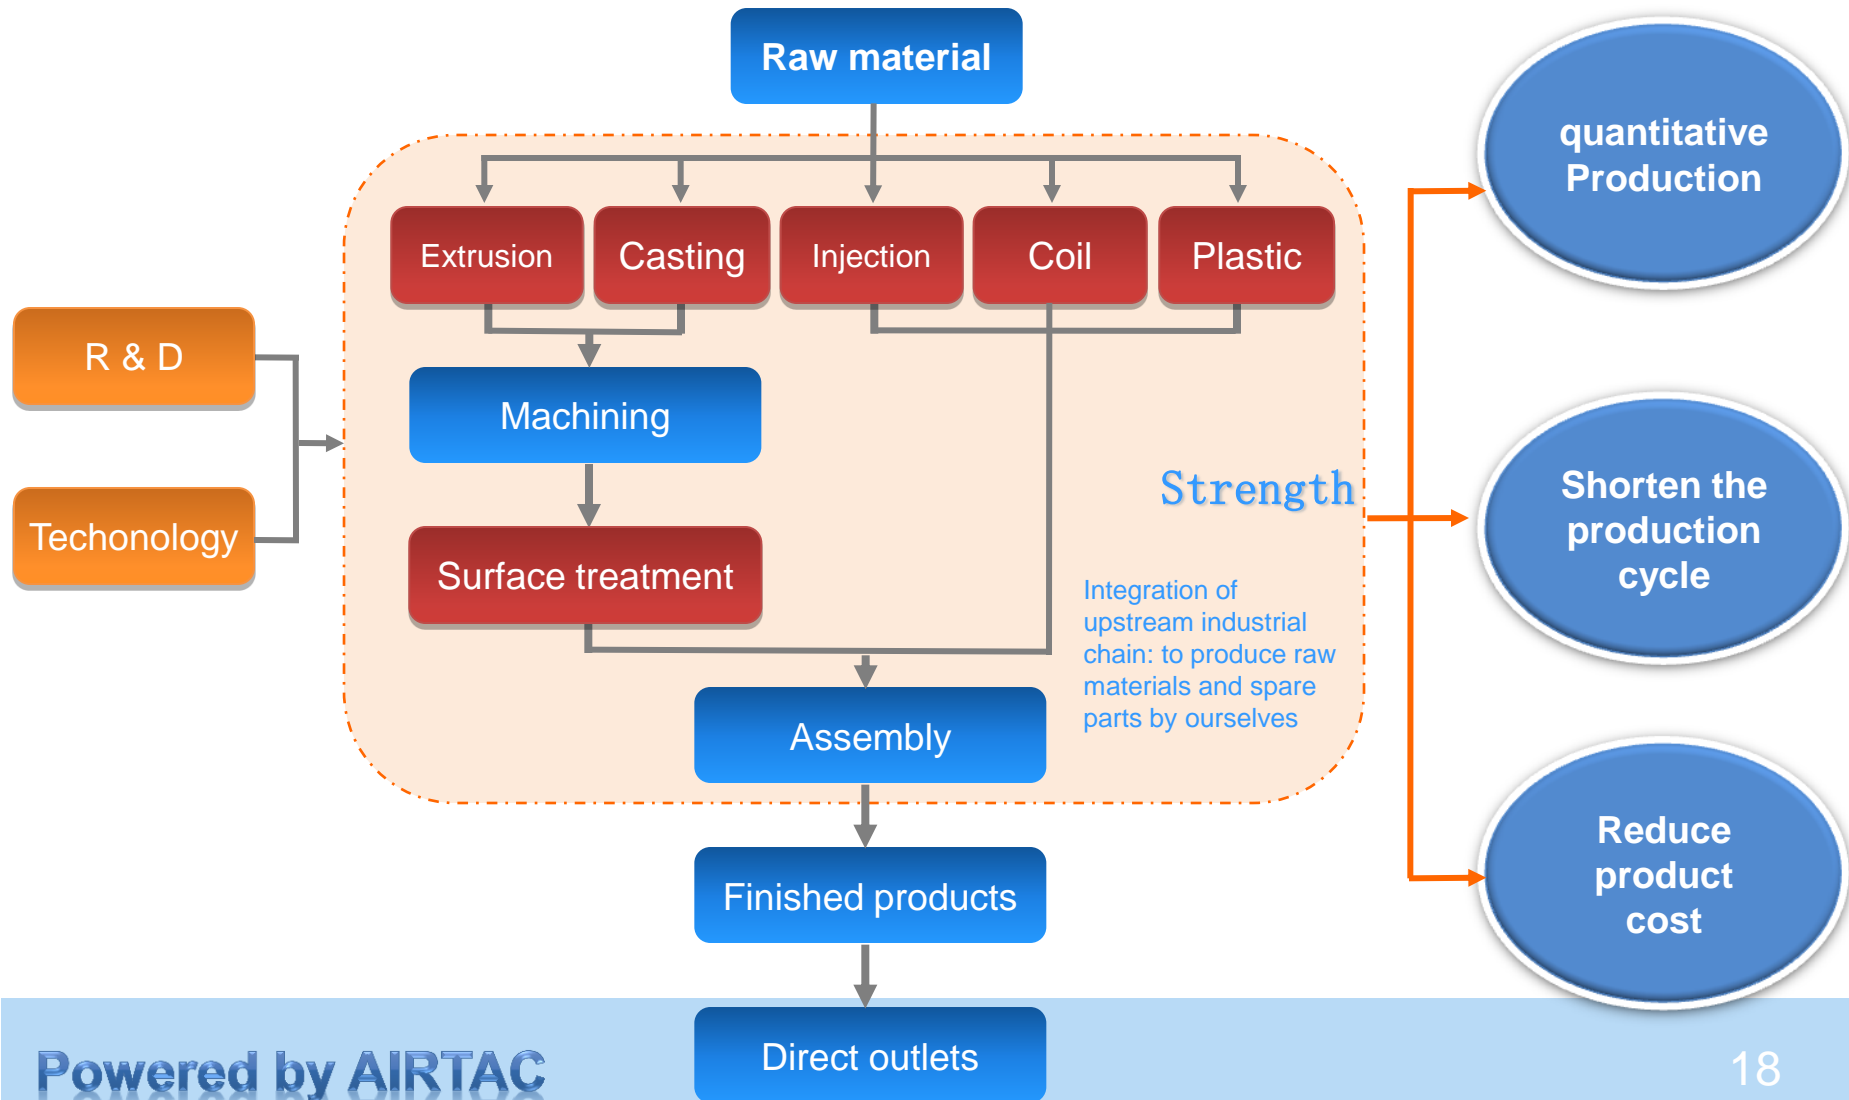 Raw material
quantitative
Production
Extrusion
Casting
Injection
Coil
Plastic
R & D
Machining
Strength
Shorten the
production
cycle
Techonology
Surface treatment
Integration of
upstream industrial
chain: to produce raw
materials and spare
parts by ourselves
Assembly
Reduce
product
cost
Finished products
Direct outlets
Powered by AIRTAC
18